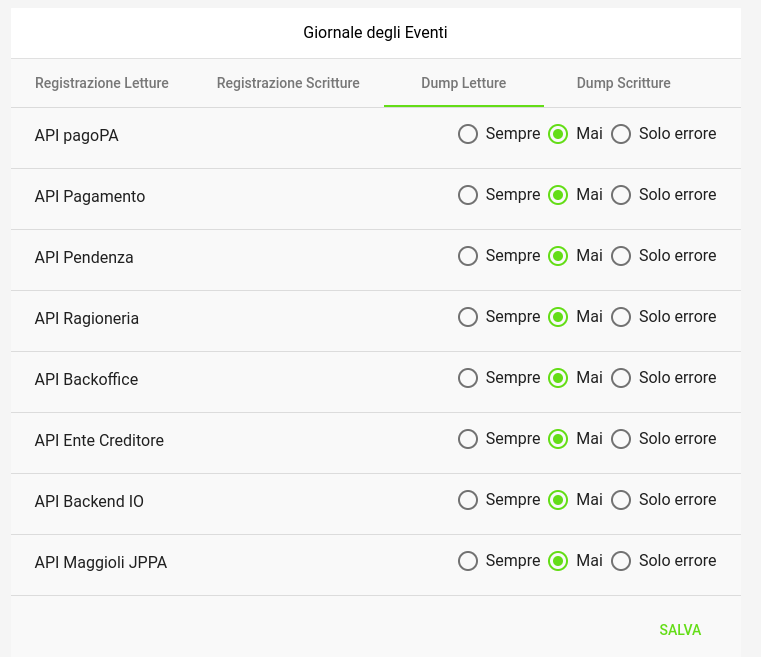 Giornale degli Eventi
Registrazione Letture Registrazione Scritture Dump Letture Dump Scritture
API pagoPA Sempre Mai Solo errore
API Pagamento Sempre Mai Solo errore
API Pendenza Sempre Mai Solo errore
API Ragioneria Sempre Mai Solo errore
API Backoffice Sempre Mai Solo errore
API Ente Creditore Sempre Mai Solo errore
API Backend IO Sempre Mai Solo errore
API Maggioli JPPA Sempre Mai Solo errore
SALVA